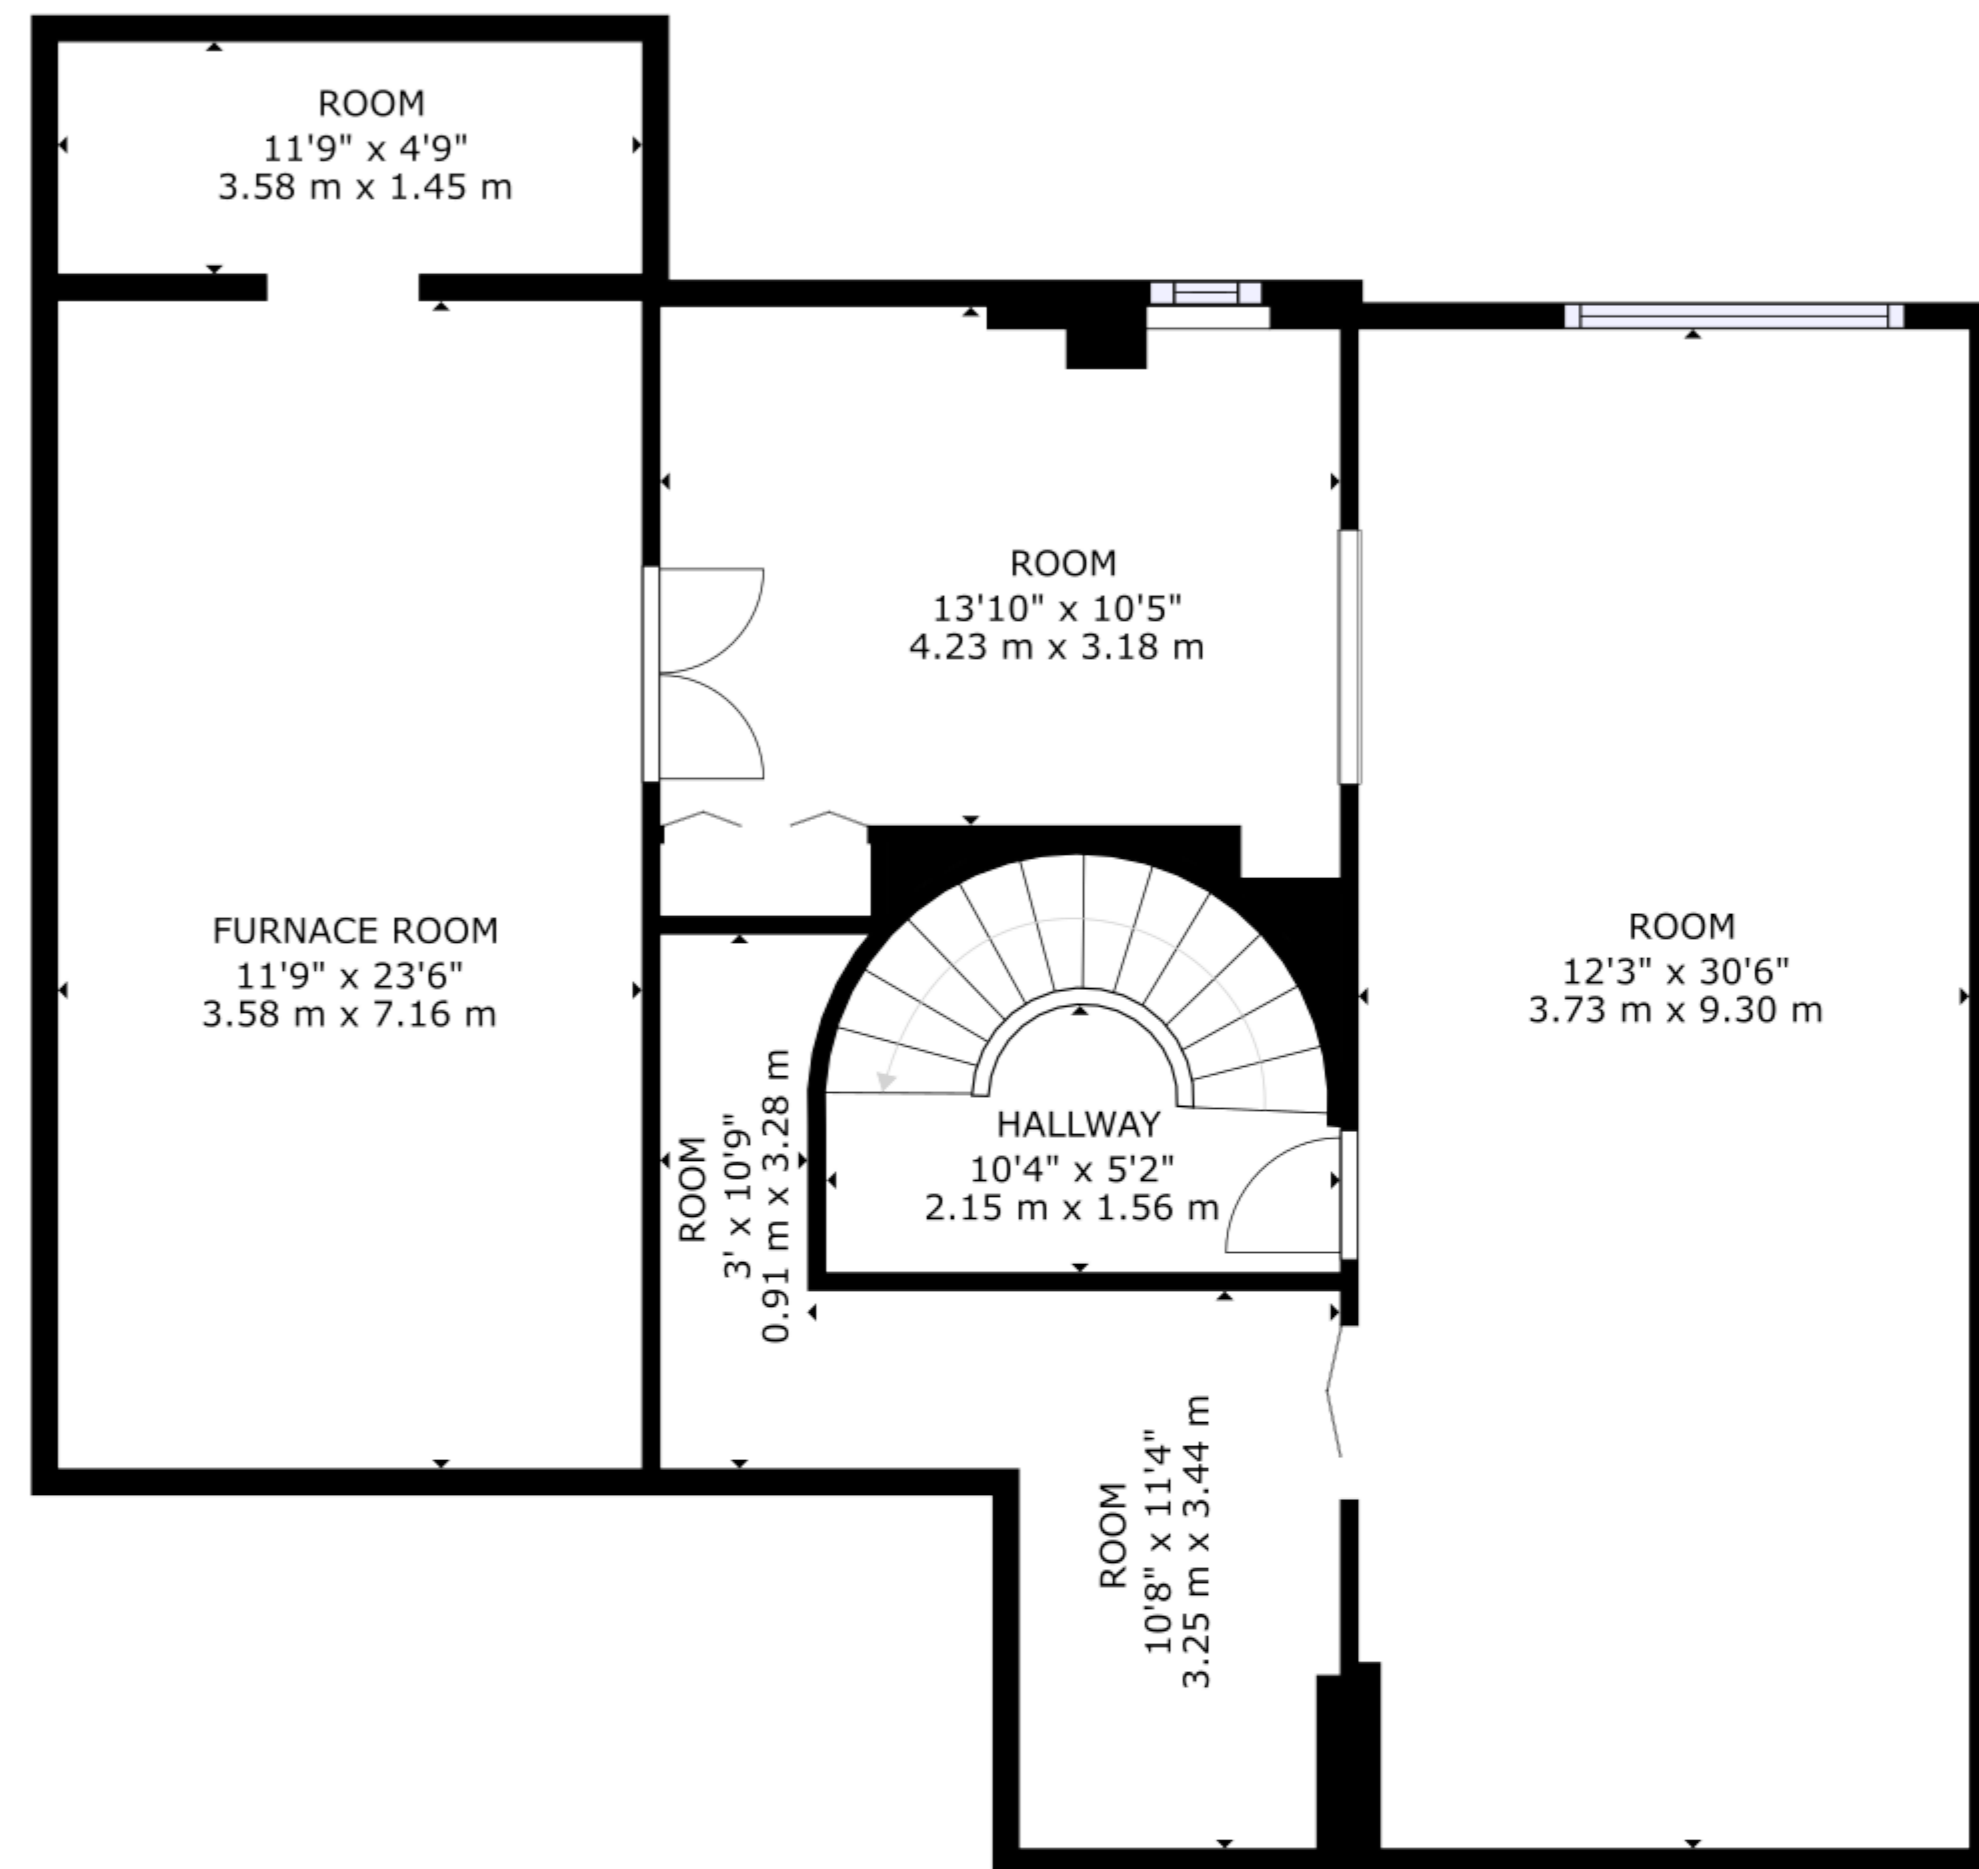 ROOM
11'9" x 4'9"
3.58 m x 1.45 m
ROOM
13'10" x 10'5"
4.23 m x 3.18 m
FURNACE ROOM
11'9" x 23'6"
3.58 m x 7.16 m
ROOM
12'3" x 30'6"
3.73 m x 9.30 m
ROOM
3' x 10'9"
0.91 m x 3.28 m
HALLWAY
10'4" x 5'2"
2.15 m x 1.56 m
ROOM
10'8" x 11'4"
3.25 m x 3.44 m